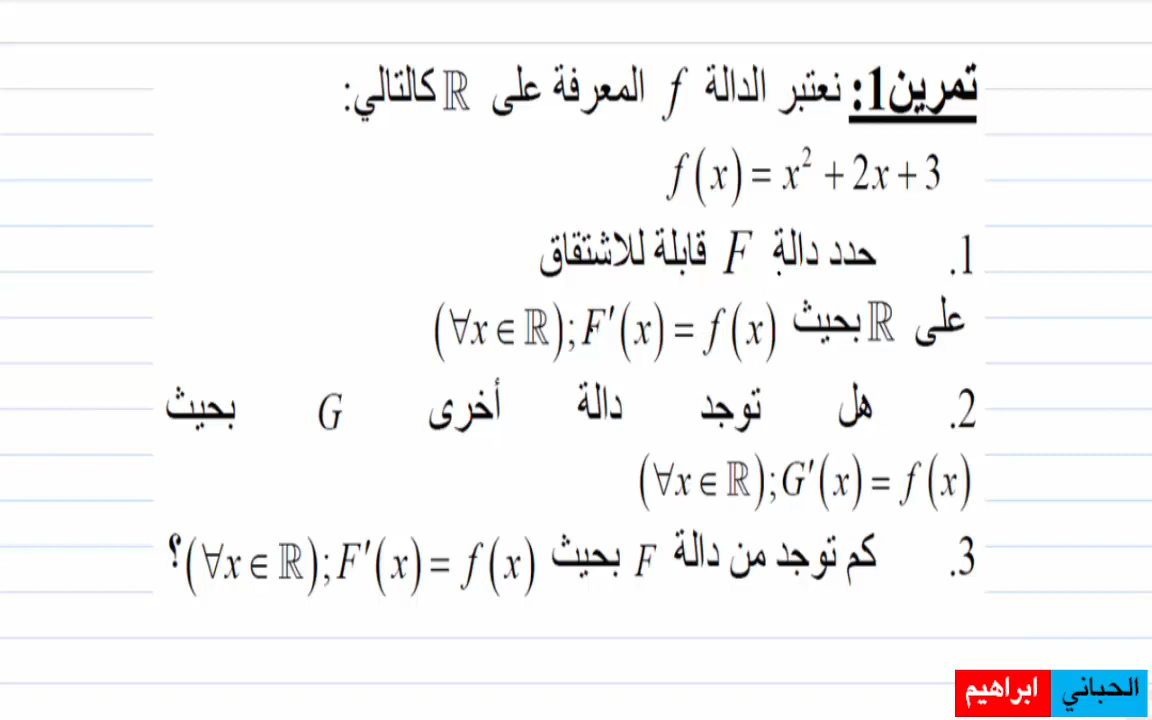 تمرين1: نعتبر الدالة f المعرفة على ℝ كالتالي:
f(x) = x² + 2x + 3
1. حدد دالة F قابلة للاشتقاق
على ℝ بحيث (∀x ∈ ℝ); F′(x) = f(x)
2. هل توجد دالة أخرى G بحيث
(∀x ∈ ℝ); G′(x) = f(x)
3. كم توجد من دالة F بحيث (∀x ∈ ℝ); F′(x) = f(x)؟
ابراهيم الحباني